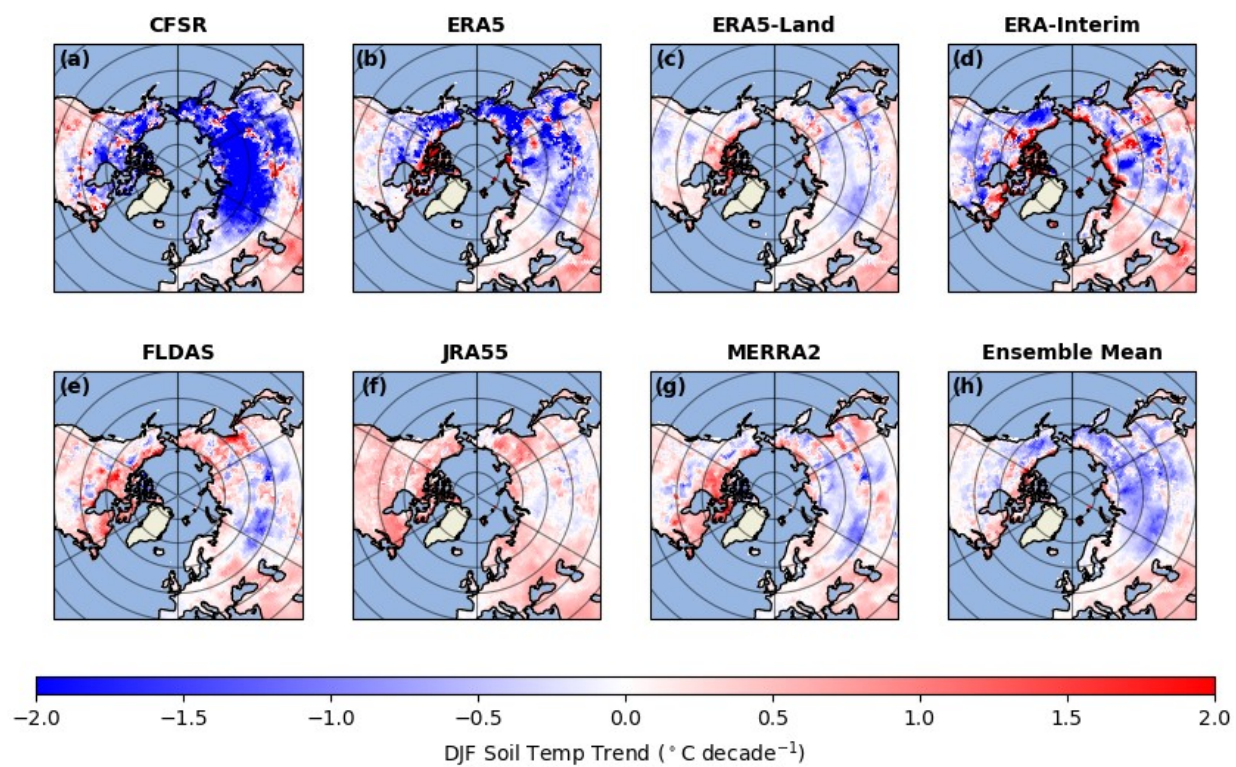 CFSR ERA5 ERA5-Land ERA-Interim
(a) (b) (c) (d)
FLDAS JRA55 MERRA2 Ensemble Mean
(e) (f) (g) (h)
−2.0 −1.5 −1.0 −0.5 0.0 0.5 1.0 1.5 2.0
DJF Soil Temp Trend (°C decade⁻¹)